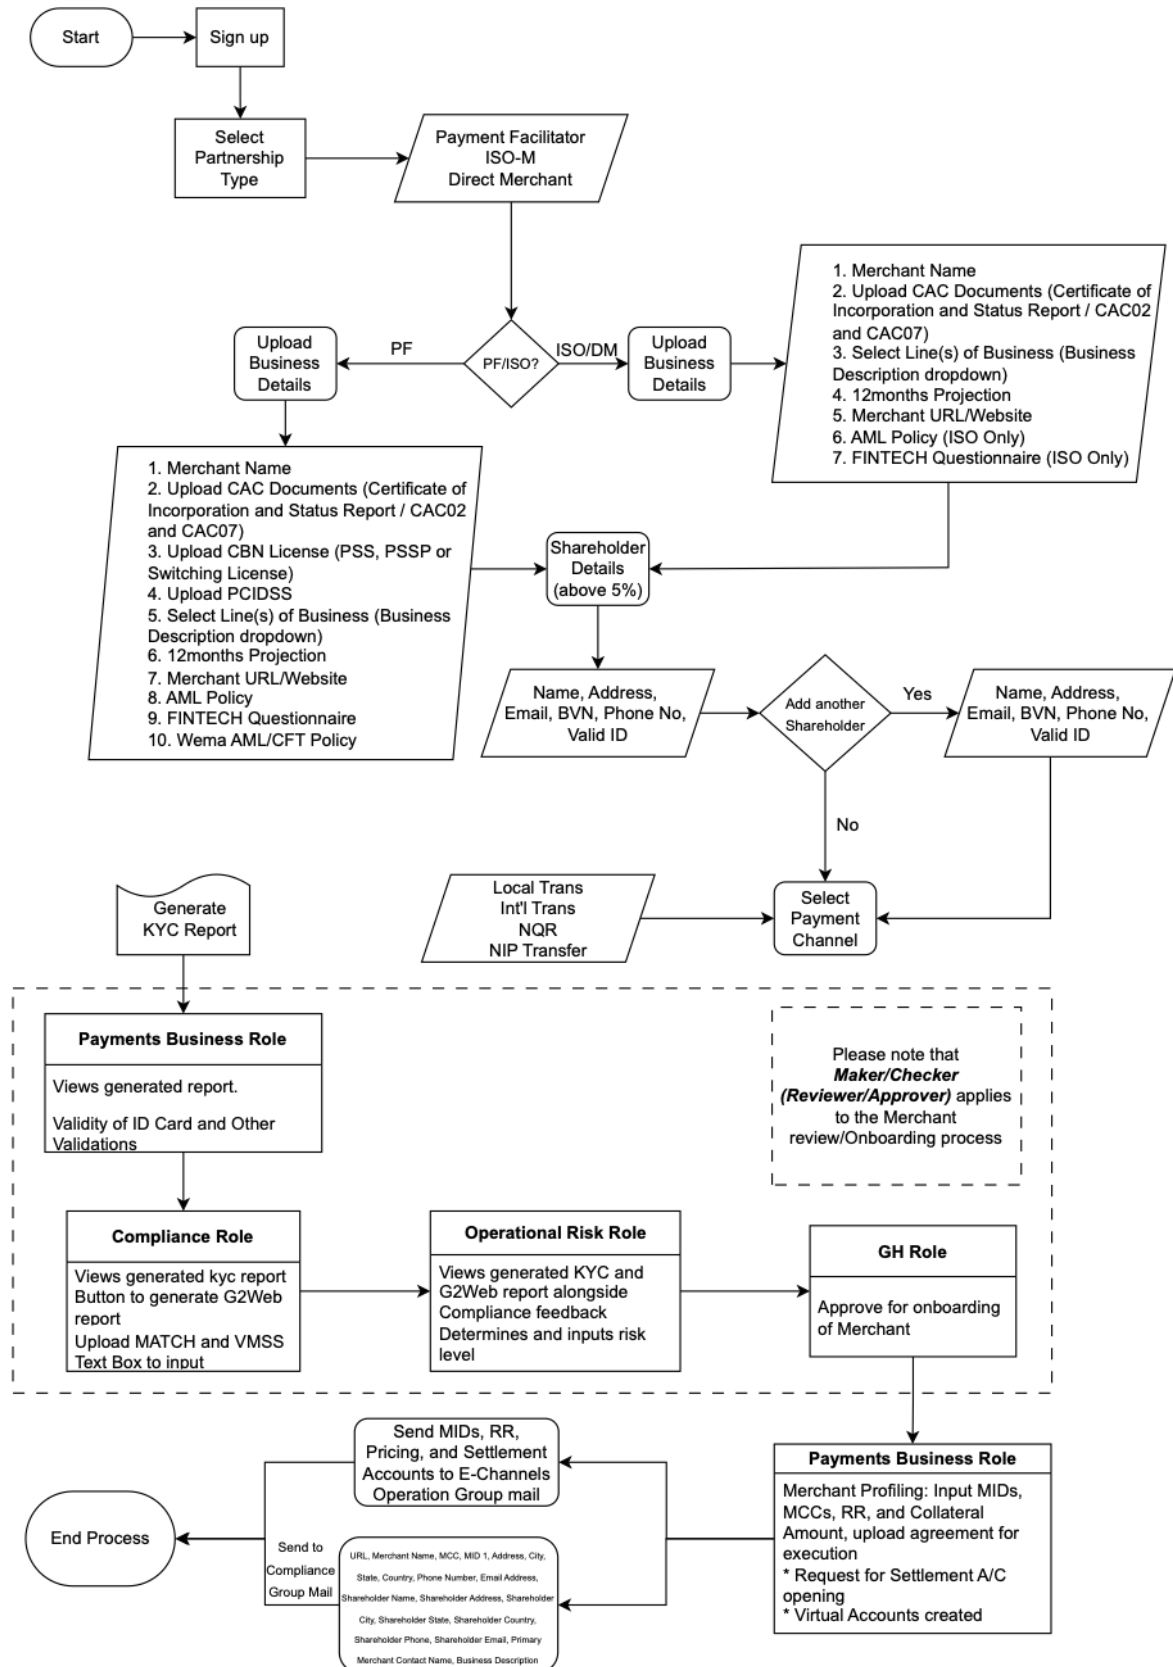 Start
Sign up
Select
Partnership
Type
Payment Facilitator
ISO-M
Direct Merchant
1. Merchant Name
2. Upload CAC Documents (Certificate of
Incorporation and Status Report / CAC02
and CAC07)
3. Select Line(s) of Business (Business
Description dropdown)
4. 12months Projection
5. Merchant URL/Website
6. AML Policy (ISO Only)
7. FINTECH Questionnaire (ISO Only)
Upload
Business
Details
PF
PF/ISO?
ISO/DM
Upload
Business
Details
1. Merchant Name
2. Upload CAC Documents (Certificate of
Incorporation and Status Report / CAC02
and CAC07)
3. Upload CBN License (PSS, PSSP or
Switching License)
4. Upload PCIDSS
5. Select Line(s) of Business (Business
Description dropdown)
6. 12months Projection
7. Merchant URL/Website
8. AML Policy
9. FINTECH Questionnaire
10. Wema AML/CFT Policy
Shareholder
Details
(above 5%)
Name, Address,
Email, BVN, Phone No,
Valid ID
Add another
Shareholder
Yes
Name, Address,
Email, BVN, Phone No,
Valid ID
No
Local Trans
Int'l Trans
NQR
NIP Transfer
Select
Payment
Channel
Generate
KYC Report
Payments Business Role
Views generated report.
Validity of ID Card and Other
Validations
Please note that
Maker/Checker
(Reviewer/Approver) applies
to the Merchant
review/Onboarding process
Compliance Role
Views generated kyc report
Button to generate G2Web
report
Upload MATCH and VMSS
Text Box to input
Operational Risk Role
Views generated KYC and
G2Web report alongside
Compliance feedback
Determines and inputs risk
level
GH Role
Approve for onboarding
of Merchant
Send MIDs, RR,
Pricing, and Settlement
Accounts to E-Channels
Operation Group mail
Payments Business Role
Merchant Profiling: Input MIDs,
MCCs, RR, and Collateral
Amount, upload agreement for
execution
* Request for Settlement A/C
opening
* Virtual Accounts created
End Process
Send to
Compliance
Group Mail
URL, Merchant Name, MCC, MID 1, Address, City,
State, Country, Phone Number, Email Address,
Shareholder Name, Shareholder Address, Shareholder
City, Shareholder State, Shareholder Country,
Shareholder Phone, Shareholder Email, Primary
Merchant Contact Name, Business Description